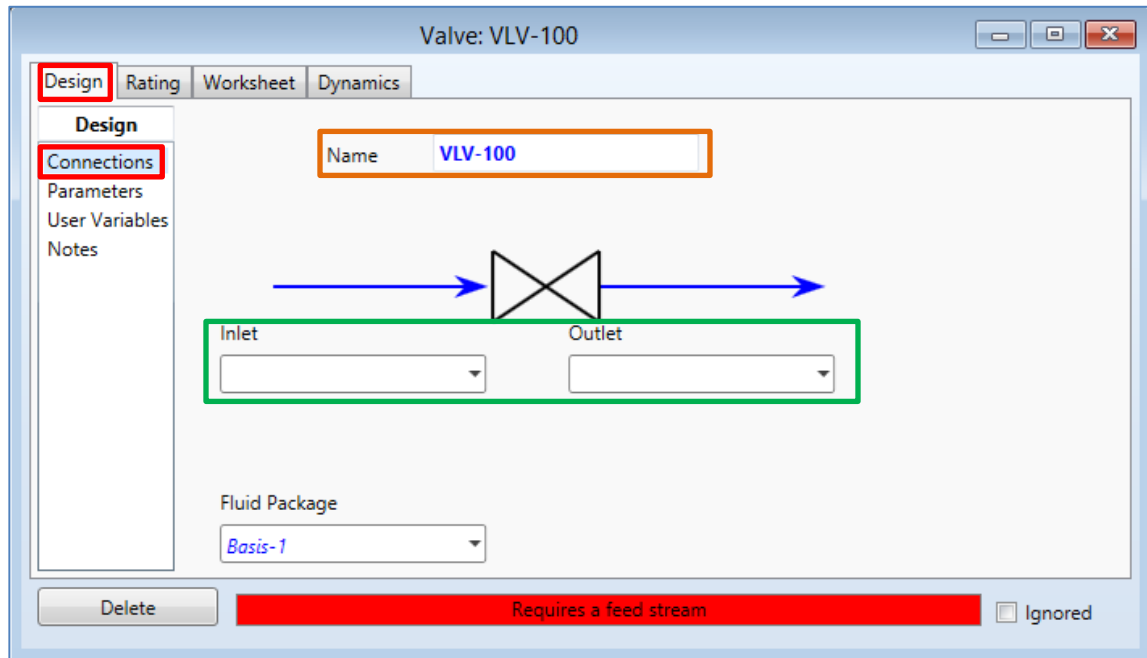 Valve: VLV-100
Design Rating Worksheet Dynamics
Design
Connections
Parameters
User Variables
Notes
Name VLV-100
Inlet Outlet
Fluid Package
Basis-1
Delete Requires a feed stream Ignored